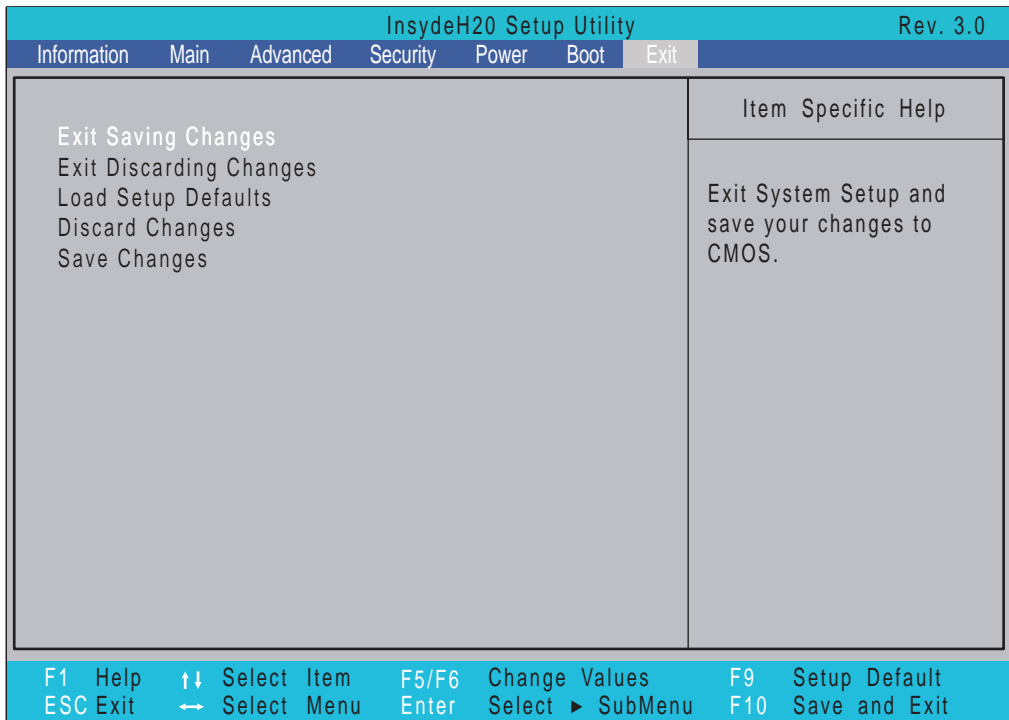 InsydeH20 Setup Utility Rev. 3.0
Information Main Advanced Security Power Boot Exit
Exit Saving Changes
Exit Discarding Changes
Load Setup Defaults
Discard Changes
Save Changes
Item Specific Help
Exit System Setup and
save your changes to
CMOS.
F1 Help ↑↓ Select Item F5/F6 Change Values F9 Setup Default
ESC Exit ↔ Select Menu Enter Select ► SubMenu F10 Save and Exit